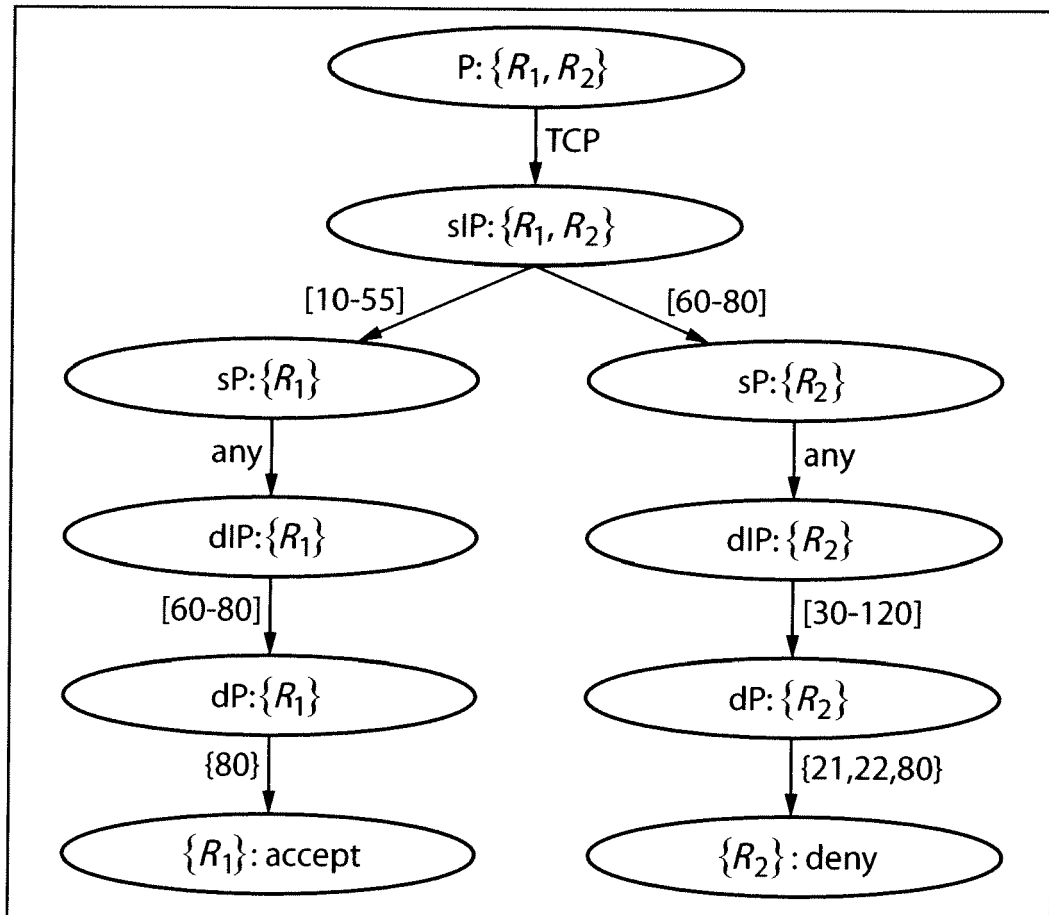 P: {R₁, R₂}
TCP
sIP: {R₁, R₂}
[10-55]
[60-80]
sP: {R₁}
sP: {R₂}
any
any
dIP: {R₁}
dIP: {R₂}
[60-80]
[30-120]
dP: {R₁}
dP: {R₂}
{80}
{21,22,80}
{R₁}: accept
{R₂}: deny